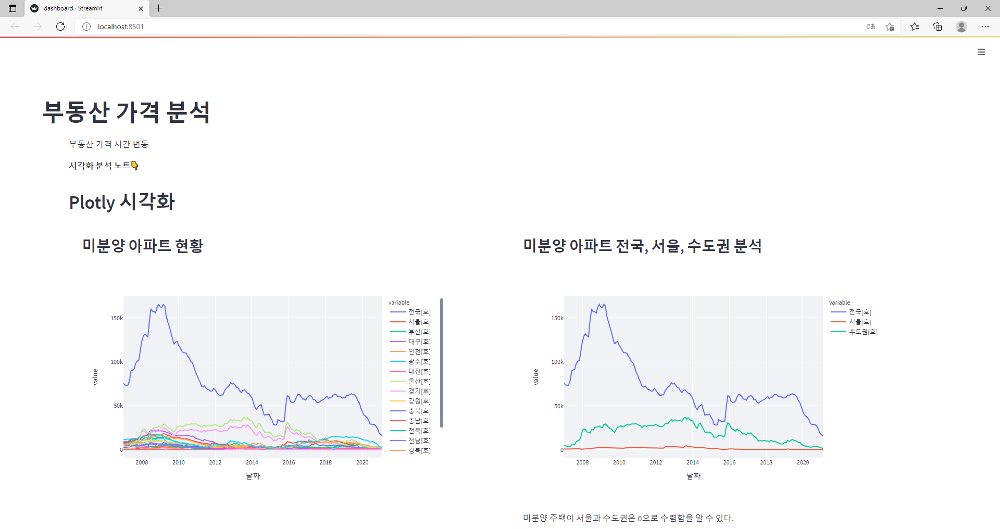 dashboard · Streamlit
localhost:8501
aあ
부동산 가격 분석
부동산 가격 시간 변동
시각화 분석 노트👇
Plotly 시각화
미분양 아파트 현황
variable
전국[호]
서울[호]
부산[호]
대구[호]
인천[호]
광주[호]
대전[호]
울산[호]
경기[호]
강원[호]
충북[호]
충남[호]
전북[호]
전남[호]
경북[호]
150k
100k
50k
0
value
2008 2010 2012 2014 2016 2018 2020
날짜
미분양 아파트 전국, 서울, 수도권 분석
variable
전국[호]
서울[호]
수도권[호]
150k
100k
50k
0
value
2008 2010 2012 2014 2016 2018 2020
날짜
미분양 주택이 서울과 수도권은 0으로 수렴함을 알 수 있다.